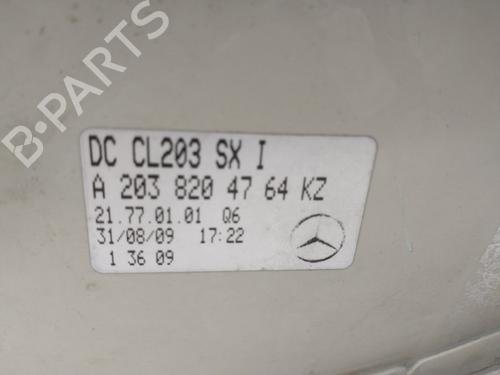 B-PARTS
DC CL203 SX I
A 203 820 47 64 KZ
21.77.01.01 Q6
31/08/09 17:22
1 36 09